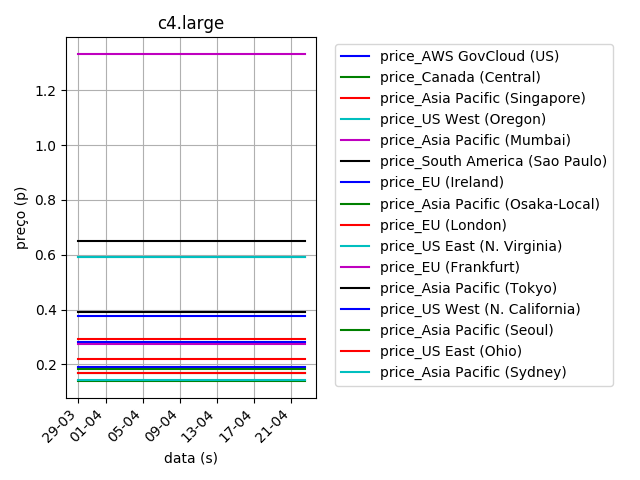 c4.large
preço (p)
1.2
1.0
0.8
0.6
0.4
0.2
29-03
01-04
05-04
09-04
13-04
17-04
21-04
data (s)
price_AWS GovCloud (US)
price_Canada (Central)
price_Asia Pacific (Singapore)
price_US West (Oregon)
price_Asia Pacific (Mumbai)
price_South America (Sao Paulo)
price_EU (Ireland)
price_Asia Pacific (Osaka-Local)
price_EU (London)
price_US East (N. Virginia)
price_EU (Frankfurt)
price_Asia Pacific (Tokyo)
price_US West (N. California)
price_Asia Pacific (Seoul)
price_US East (Ohio)
price_Asia Pacific (Sydney)